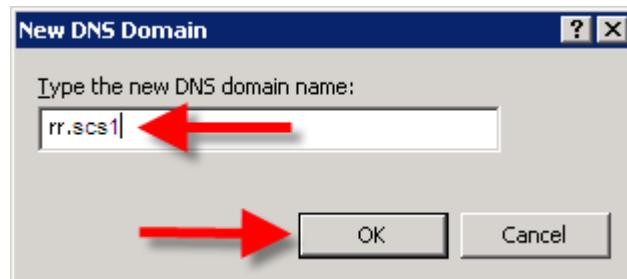 New DNS Domain
Type the new DNS domain name:
rr.scs1
OK
Cancel